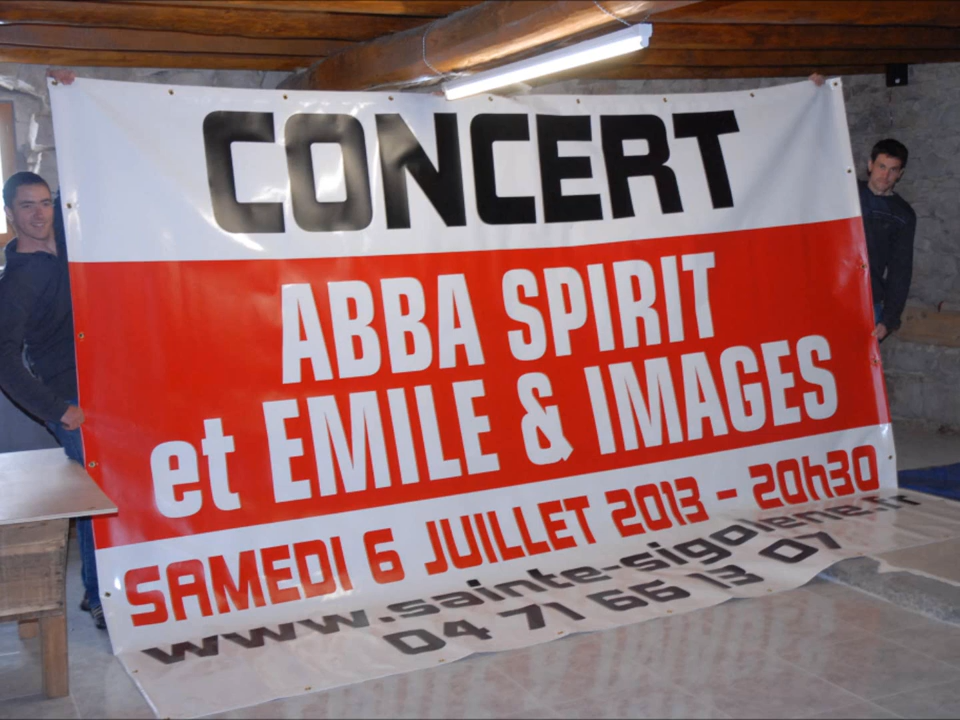 CONCERT
ABBA SPIRIT
et EMILE & IMAGES
SAMEDI 6 JUILLET 2013 - 20h30
www.sainte-sigolene.fr
04 71 66 13 07